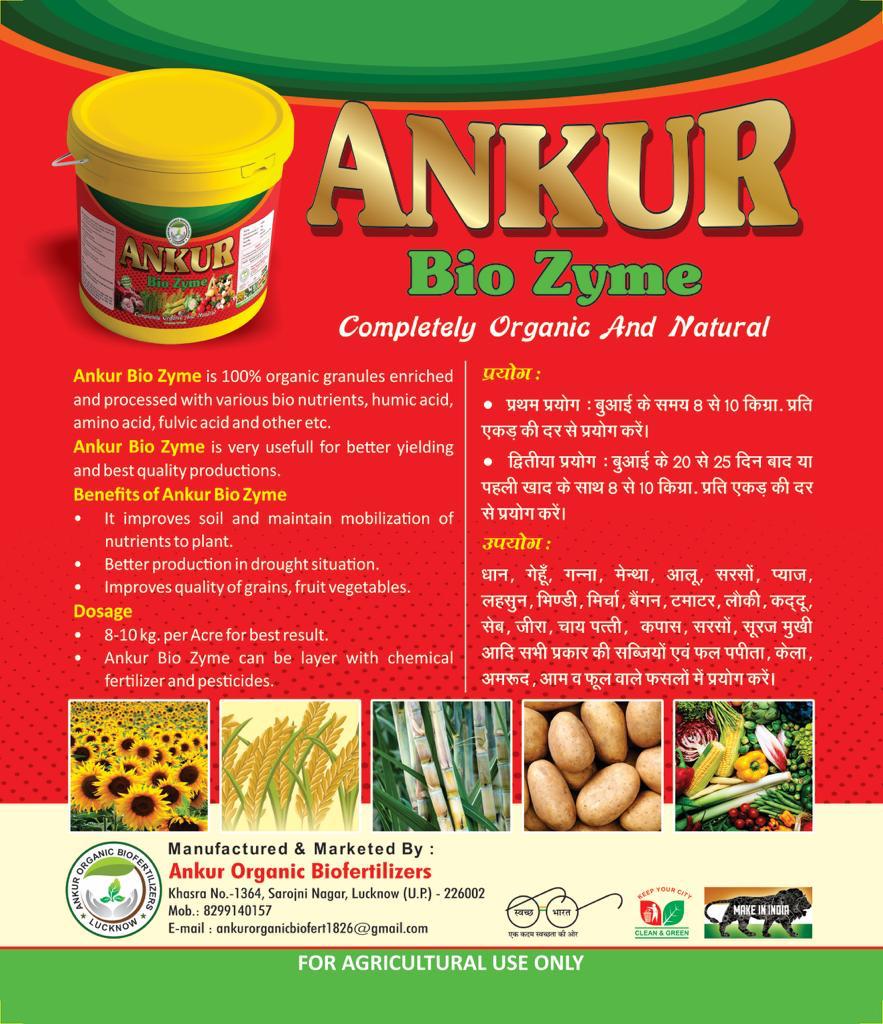 ANKUR
Bio Zyme
Completely Organic And Natural
ANKUR
Bio Zyme
Completely Organic And Natural
Ankur Bio Zyme is 100% organic granules enriched
and processed with various bio nutrients, humic acid,
amino acid, fulvic acid and other etc.
Ankur Bio Zyme is very usefull for better yielding
and best quality productions.
Benefits of Ankur Bio Zyme
• It improves soil and maintain mobilization of
nutrients to plant.
• Better production in drought situation.
• Improves quality of grains, fruit vegetables.
Dosage
• 8-10 kg. per Acre for best result.
• Ankur Bio Zyme can be layer with chemical
fertilizer and pesticides.
प्रयोग :
• प्रथम प्रयोग : बुआई के समय 8 से 10 किग्रा. प्रति
एकड़ की दर से प्रयोग करें।
• द्वितीया प्रयोग : बुआई के 20 से 25 दिन बाद या
पहली खाद के साथ 8 से 10 किग्रा. प्रति एकड़ की दर
से प्रयोग करें।
उपयोग :
धान, गेहूँ, गन्ना, मेन्था, आलू, सरसों, प्याज,
लहसुन, भिण्डी, मिर्चा, बैंगन, टमाटर, लौकी, कद्दू,
सेब, जीरा, चाय पत्ती, कपास, सरसों, सूरज मुखी
आदि सभी प्रकार की सब्जियों एवं फल पपीता, केला,
अमरूद, आम व फूल वाले फसलों में प्रयोग करें।
ANKUR ORGANIC BIOFERTILIZERS
LUCKNOW
Manufactured & Marketed By :
Ankur Organic Biofertilizers
Khasra No.-1364, Sarojni Nagar, Lucknow (U.P.) - 226002
Mob.: 8299140157
E-mail : ankurorganicbiofert1826@gmail.com
स्वच्छ भारत
एक कदम स्वच्छता की ओर
KEEP YOUR CITY
CLEAN & GREEN
MAKE IN INDIA
FOR AGRICULTURAL USE ONLY